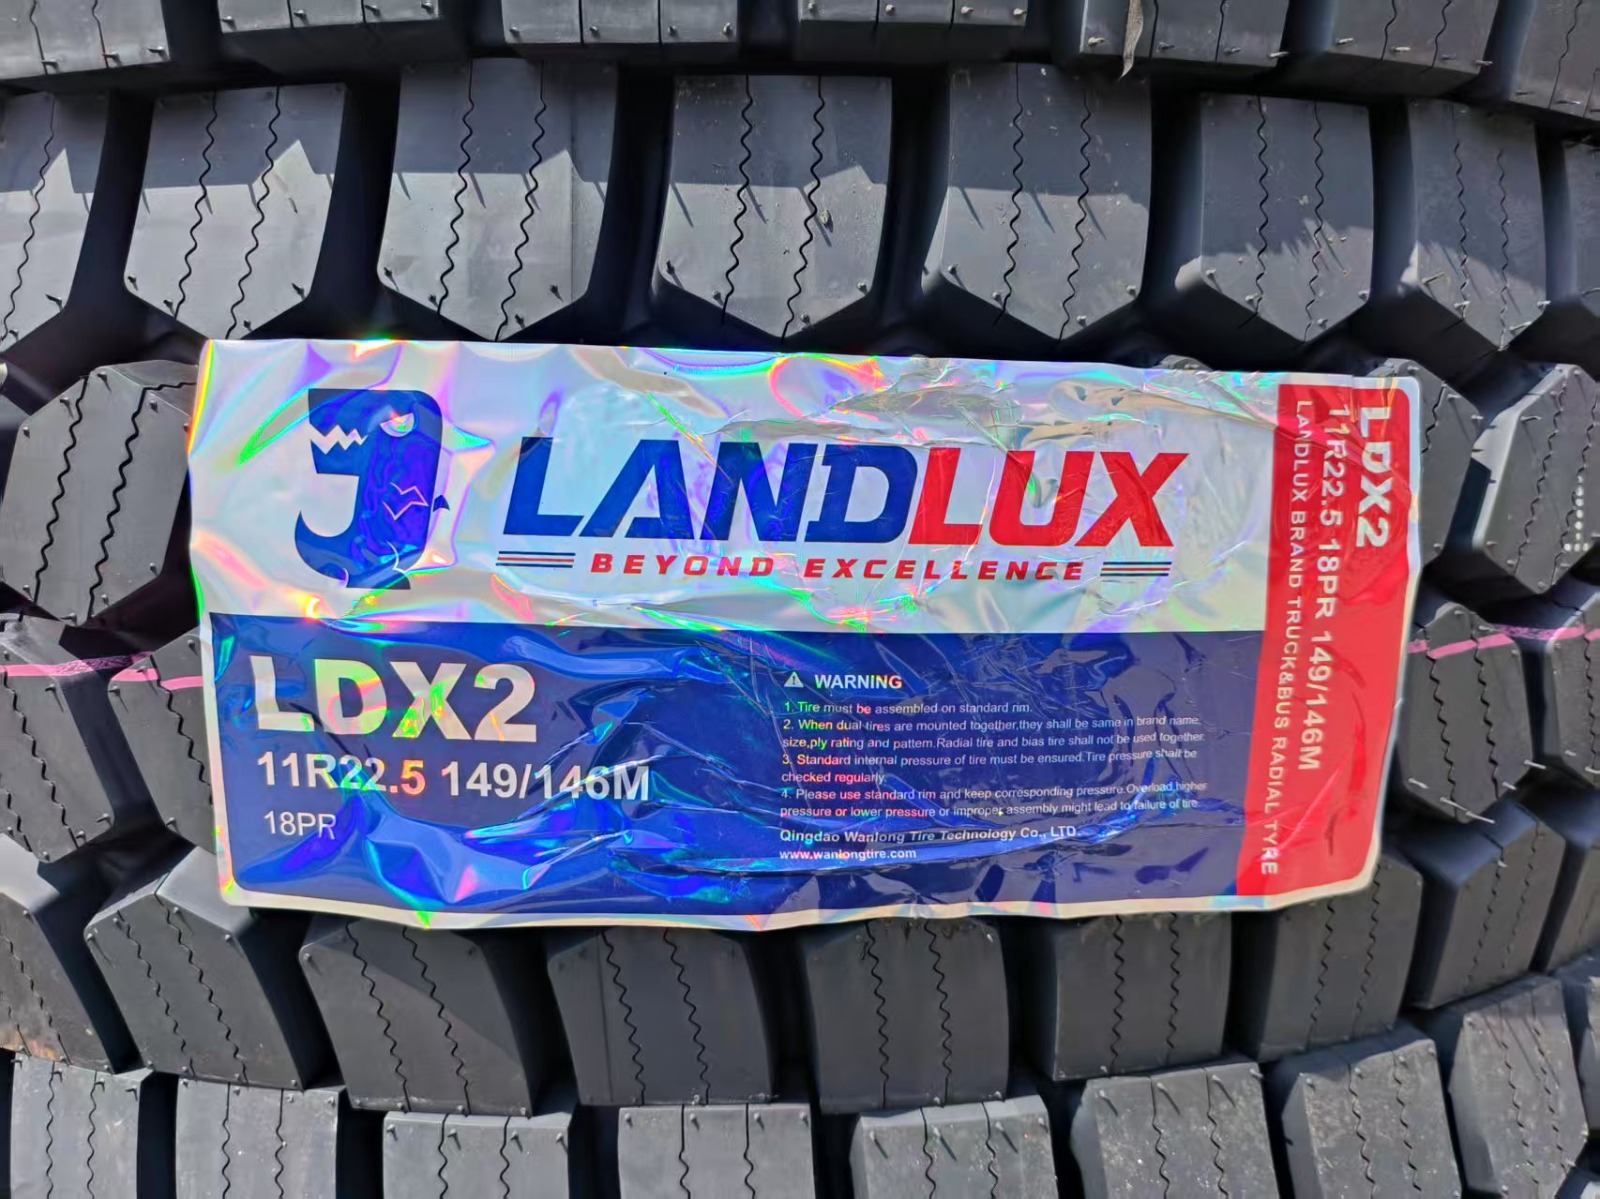 LANDLUX
BEYOND EXCELLENCE
LDX2
11R22.5 149/146M
18PR
WARNING
1. Tire must be assembled on standard rim.
2. When dual tires are mounted together,they shall be same in brand name
size,ply rating and pattern.Radial tire and bias tire shall not be used together.
3. Standard internal pressure of tire must be ensured.Tire pressure shall be
checked regularly.
4. Please use standard rim and keep corresponding pressure.Overload,higher
pressure or lower pressure or improper assembly might lead to failure of tire.
Qingdao Wanlong Tire Technology Co., LTD.
www.wanlongtire.com
LDX2
11R22.5 18PR 149/146M
LANDLUX BRAND TRUCK&BUS RADIAL TYRE